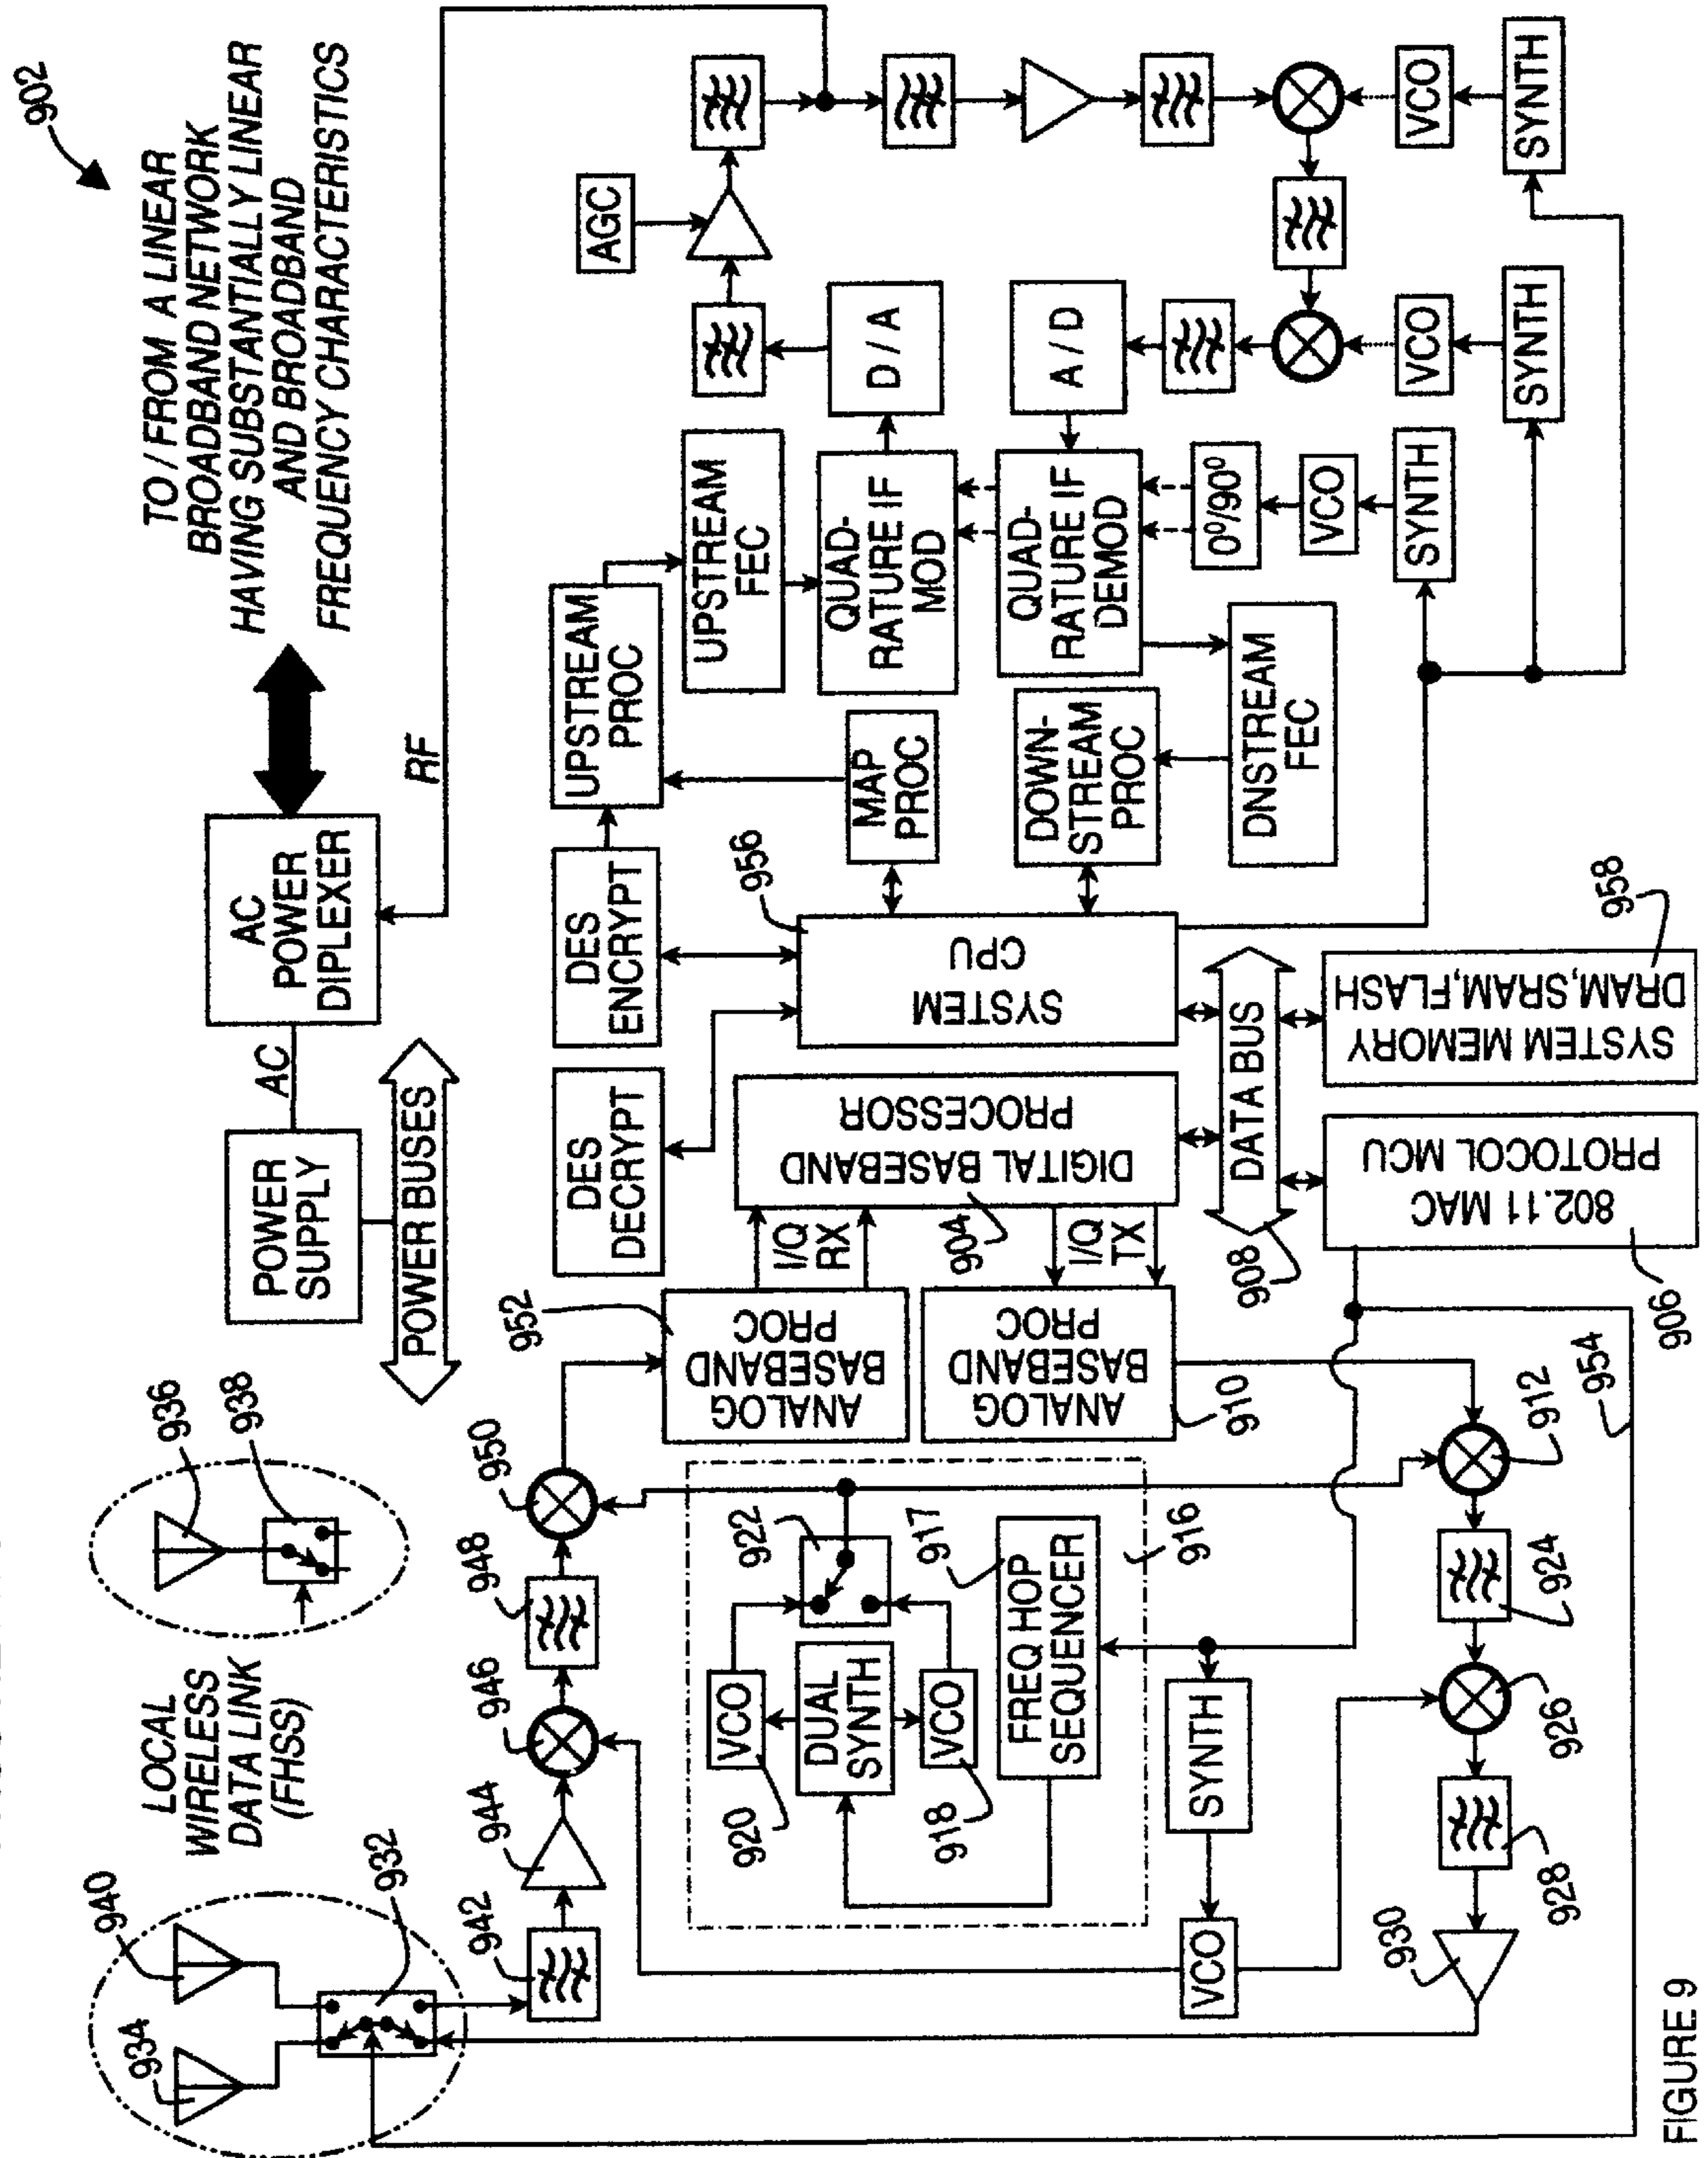 902
TO / FROM A LINEAR
BROADBAND NETWORK
HAVING SUBSTANTIALLY LINEAR
AND BROADBAND
FREQUENCY CHARACTERISTICS
AC
POWER
DIPLEXER
AC
POWER
SUPPLY
POWER BUSES
RF
936
938
LOCAL
WIRELESS
DATA LINK
(FHSS)
940
934
932
942
944
946
948
950
952
ANALOG
BASEBAND
PROC
I/Q
RX
ANALOG
BASEBAND
PROC
910
I/Q
TX
904
DIGITAL BASEBAND
PROCESSOR
DES
DECRYPT
DES
ENCRYPT
956
SYSTEM
CPU
UPSTREAM
PROC
MAP
PROC
DOWN-
STREAM
PROC
UPSTREAM
FEC
QUAD-
RATURE IF
MOD
QUAD-
RATURE IF
DEMOD
DNSTREAM
FEC
AGC
D / A
A / D
0⁰/90⁰
VCO
SYNTH
VCO
SYNTH
VCO
SYNTH
DATA BUS
908
SYSTEM MEMORY
DRAM,SRAM,FLASH
958
802.11 MAC
PROTOCOL MCU
906
954
VCO
920
DUAL
SYNTH
VCO
918
922
917
FREQ HOP
SEQUENCER
916
SYNTH
VCO
912
924
926
928
930
FIGURE 9